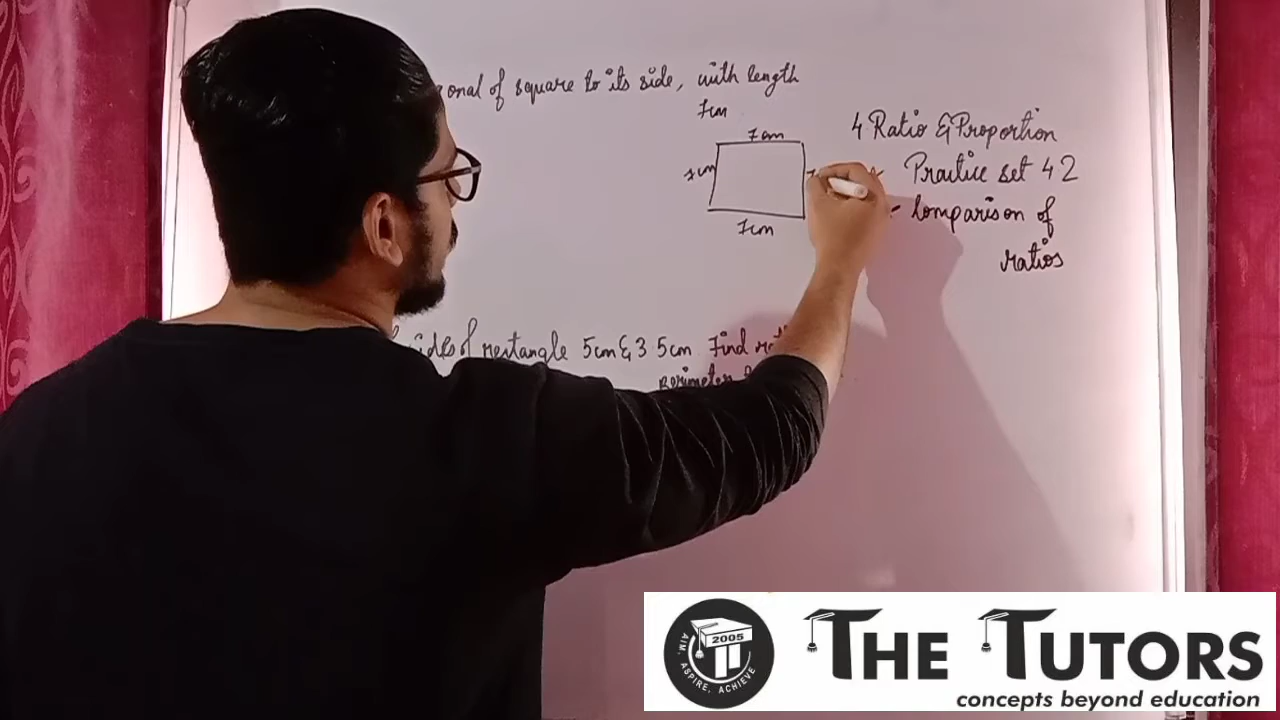 onal of square to its side, with length
7cm
7cm
7cm
4 Ratio & Proportion
Practice set 4 2
- Comparison of
ratios
sides of rectangle 5cm & 3 5cm Find
perimeter
2005
AIM, ASPIRE, ACHIEVE
THE TUTORS
concepts beyond education